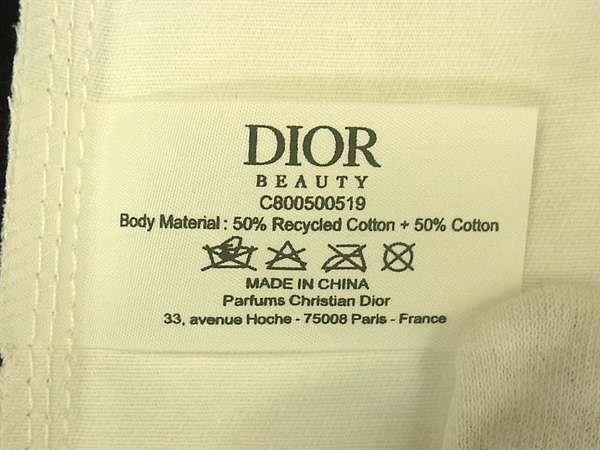 DIOR
BEAUTY
C800500519
Body Material : 50% Recycled Cotton + 50% Cotton
MADE IN CHINA
Parfums Christian Dior
33, avenue Hoche - 75008 Paris - France